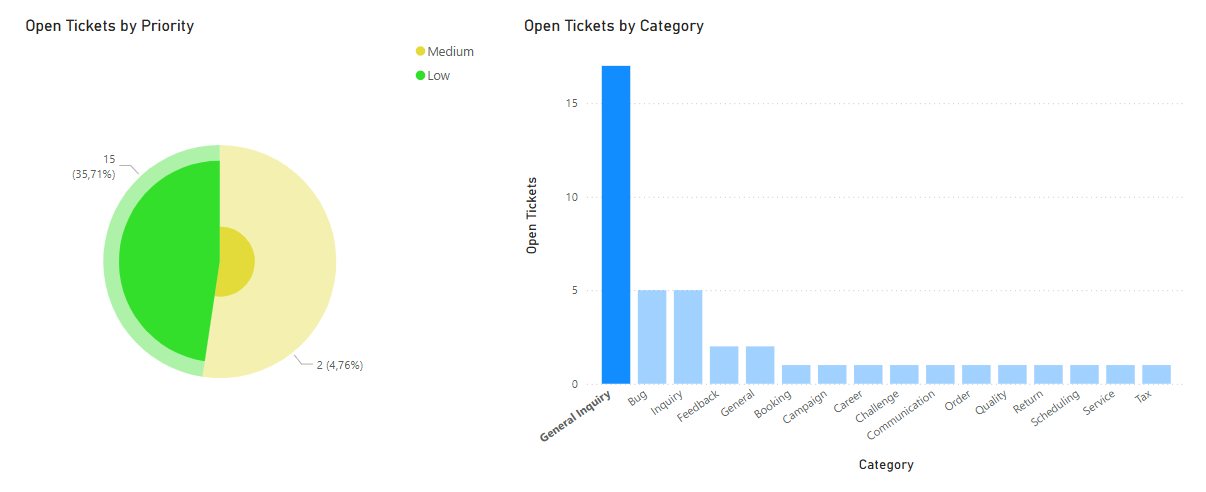 Open Tickets by Priority
Medium
Low
15
(35,71%)
2 (4,76%)
Open Tickets by Category
Open Tickets
15
10
5
0
General Inquiry
Bug
Inquiry
Feedback
General
Booking
Campaign
Career
Challenge
Communication
Order
Quality
Return
Scheduling
Service
Tax
Category